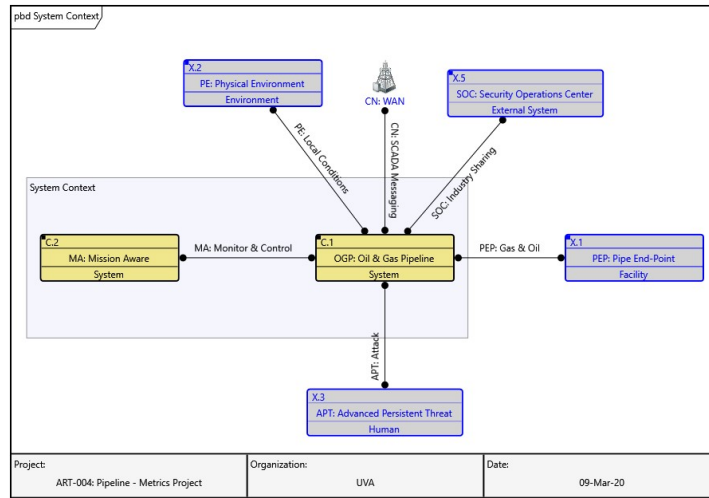 pbd System Context
X.2
PE: Physical Environment
Environment
CN: WAN
X.5
SOC: Security Operations Center
External System
PE: Local Conditions
CN: SCADA Messaging
SOC: Industry Sharing
System Context
C.2
MA: Mission Aware
System
MA: Monitor & Control
C.1
OGP: Oil & Gas Pipeline
System
PEP: Gas & Oil
X.1
PEP: Pipe End-Point
Facility
APT: Attack
X.3
APT: Advanced Persistent Threat
Human
Project:
ART-004: Pipeline - Metrics Project
Organization:
UVA
Date:
09-Mar-20